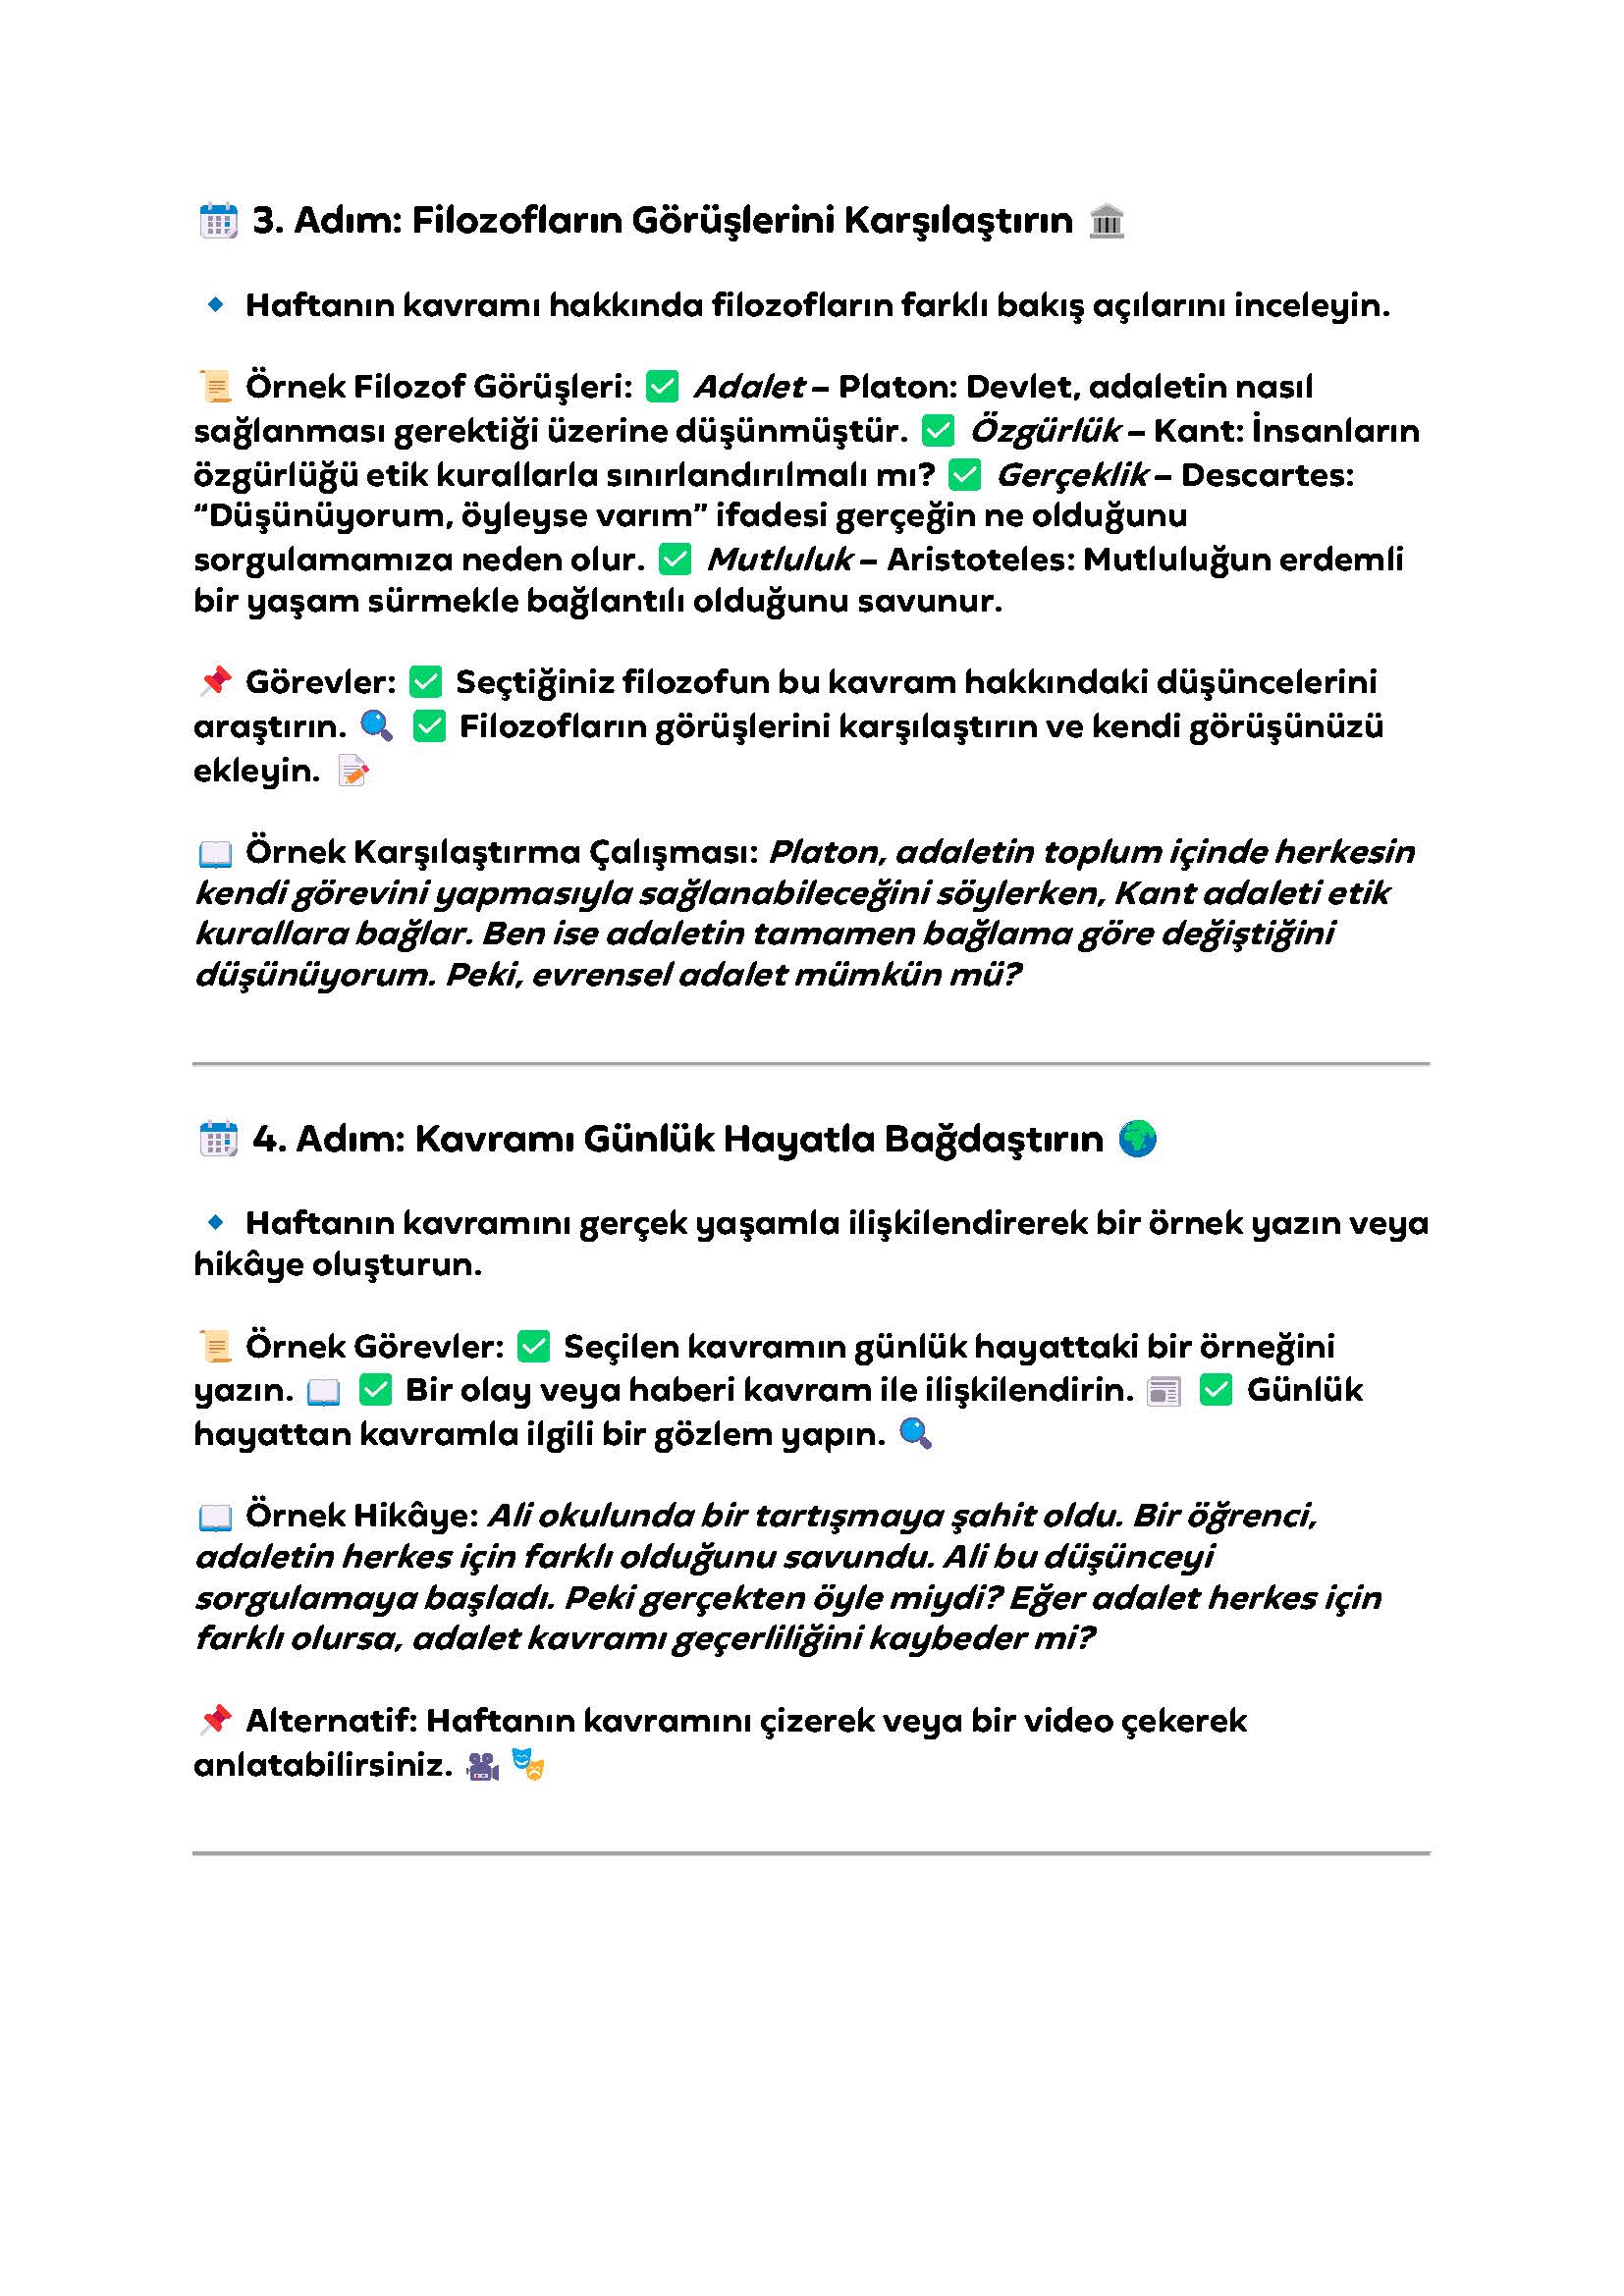 📅 3. Adım: Filozofların Görüşlerini Karşılaştırın 🏛️
🔹 Haftanın kavramı hakkında filozofların farklı bakış açılarını inceleyin.
📜 Örnek Filozof Görüşleri: ✅ Adalet – Platon: Devlet, adaletin nasıl
sağlanması gerektiği üzerine düşünmüştür. ✅ Özgürlük – Kant: İnsanların
özgürlüğü etik kurallarla sınırlandırılmalı mı? ✅ Gerçeklik – Descartes:
“Düşünüyorum, öyleyse varım” ifadesi gerçeğin ne olduğunu
sorgulamamıza neden olur. ✅ Mutluluk – Aristoteles: Mutluluğun erdemli
bir yaşam sürmekle bağlantılı olduğunu savunur.
📌 Görevler: ✅ Seçtiğiniz filozofun bu kavram hakkındaki düşüncelerini
araştırın. 🔍 ✅ Filozofların görüşlerini karşılaştırın ve kendi görüşünüzü
ekleyin. 📝
📖 Örnek Karşılaştırma Çalışması: Platon, adaletin toplum içinde herkesin
kendi görevini yapmasıyla sağlanabileceğini söylerken, Kant adaleti etik
kurallara bağlar. Ben ise adaletin tamamen bağlama göre değiştiğini
düşünüyorum. Peki, evrensel adalet mümkün mü?
📅 4. Adım: Kavramı Günlük Hayatla Bağdaştırın 🌍
🔹 Haftanın kavramını gerçek yaşamla ilişkilendirerek bir örnek yazın veya
hikâye oluşturun.
📜 Örnek Görevler: ✅ Seçilen kavramın günlük hayattaki bir örneğini
yazın. 📖 ✅ Bir olay veya haberi kavram ile ilişkilendirin. 📰 ✅ Günlük
hayattan kavramla ilgili bir gözlem yapın. 🔍
📖 Örnek Hikâye: Ali okulunda bir tartışmaya şahit oldu. Bir öğrenci,
adaletin herkes için farklı olduğunu savundu. Ali bu düşünceyi
sorgulamaya başladı. Peki gerçekten öyle miydi? Eğer adalet herkes için
farklı olursa, adalet kavramı geçerliliğini kaybeder mi?
📌 Alternatif: Haftanın kavramını çizerek veya bir video çekerek
anlatabilirsiniz. 🎥 🎭